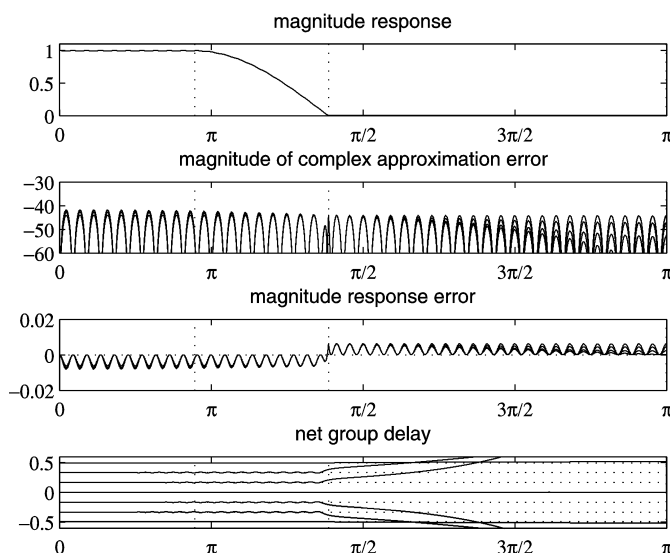 magnitude response
1
0.5
0
0 π π/2 3π/2 π
magnitude of complex approximation error
−30
−40
−50
−60
0 π π/2 3π/2 π
magnitude response error
0.02
0
−0.02
0 π π/2 3π/2 π
net group delay
0.5
0
−0.5
0 π π/2 3π/2 π